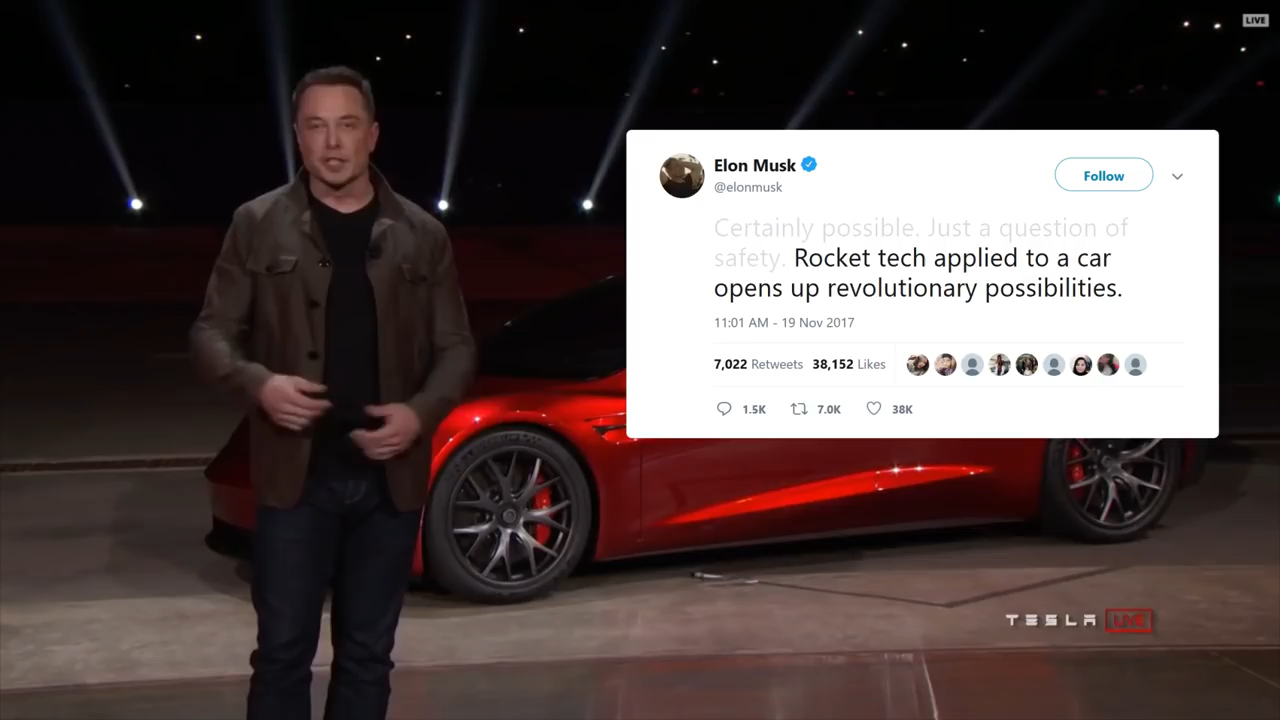 LIVE
Elon Musk
@elonmusk
Follow
Certainly possible. Just a question of
safety. Rocket tech applied to a car
opens up revolutionary possibilities.
11:01 AM - 19 Nov 2017
7,022 Retweets 38,152 Likes
1.5K 7.0K 38K
TESLA LIVE